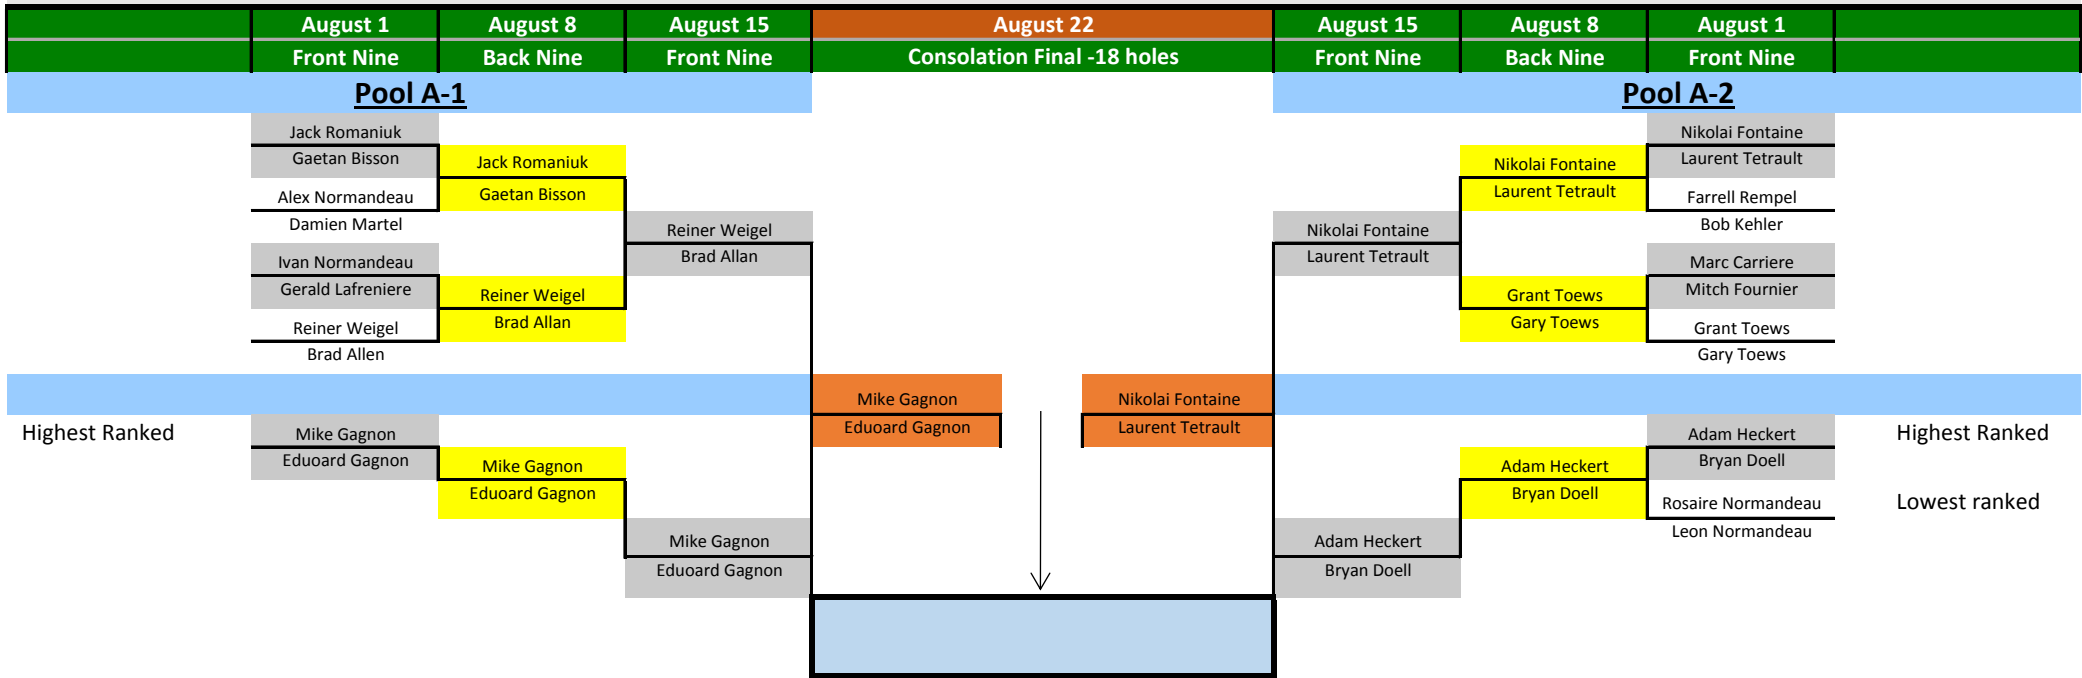 August 1 August 8 August 15 August 22 August 15 August 8 August 1
Front Nine Back Nine Front Nine Consolation Final -18 holes Front Nine Back Nine Front Nine
Pool A-1 Pool A-2
Jack Romaniuk Nikolai Fontaine
Gaetan Bisson Jack Romaniuk Nikolai Fontaine Laurent Tetrault
Alex Normandeau Gaetan Bisson Laurent Tetrault Farrell Rempel
Damien Martel Reiner Weigel Nikolai Fontaine Bob Kehler
Ivan Normandeau Brad Allan Laurent Tetrault Marc Carriere
Gerald Lafreniere Reiner Weigel Grant Toews Mitch Fournier
Reiner Weigel Brad Allan Gary Toews Grant Toews
Brad Allen Gary Toews
Mike Gagnon Nikolai Fontaine
Highest Ranked Mike Gagnon Eduoard Gagnon Laurent Tetrault Adam Heckert Highest Ranked
Eduoard Gagnon Mike Gagnon Adam Heckert Bryan Doell
Eduoard Gagnon Bryan Doell Rosaire Normandeau Lowest ranked
Mike Gagnon Adam Heckert Leon Normandeau
Eduoard Gagnon Bryan Doell